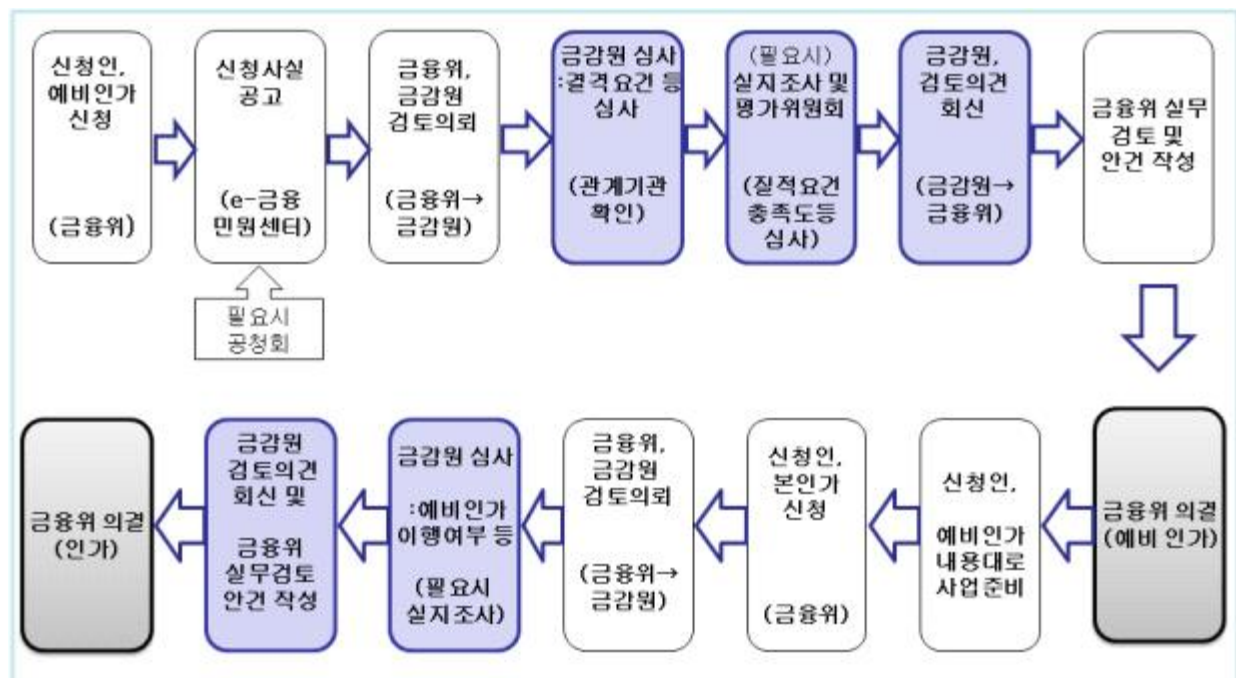 신청인,
예비인가
신청
(금융위)
신청사실
공고
(e-금융
민원센터)
필요시
공청회
금융위,
금감원
검토의뢰
(금융위→
금감원)
금감원 심사
:결격요건 등
심사
(관계기관
확인)
(필요시)
실지조사 및
평가위원회
(질적요건
충족도등
심사)
금감원,
검토의견
회신
(금감원→
금융위)
금융위 실무
검토 및
안건 작성
금융위 의결
(예비 인가)
신청인,
예비인가
내용대로
사업준비
신청인,
본인가
신청
(금융위)
금융위,
금감원
검토의뢰
(금융위→
금감원)
금감원 심사
:예비인가
이행여부 등
(필요시
실지조사)
금감원
검토의견
회신 및
금융위
실무검토
안건 작성
금융위 의결
(인가)